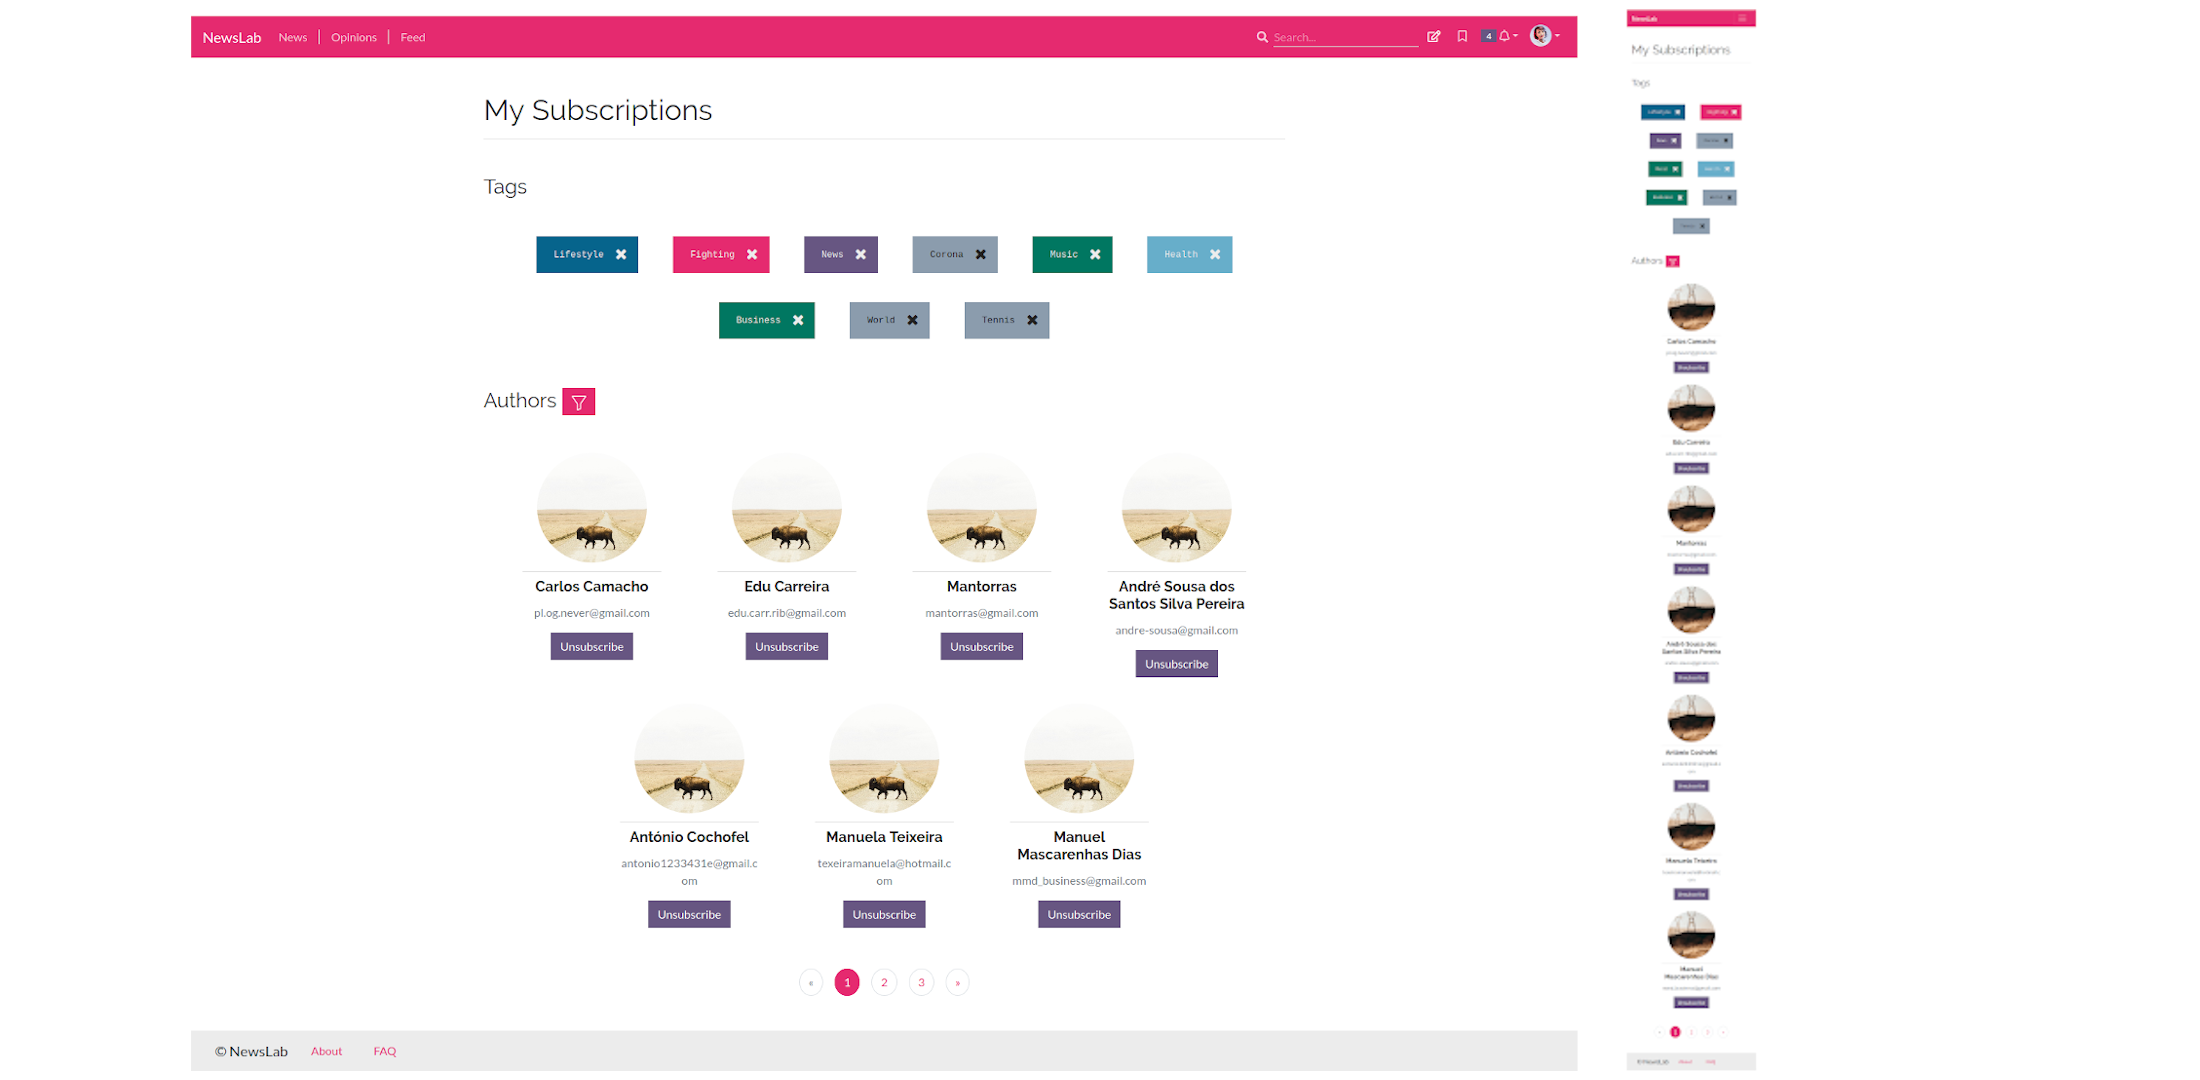 NewsLab News Opinions Feed Search... 4
My Subscriptions
Tags
Lifestyle Fighting News Corona Music Health
Business World Tennis
Authors
Carlos Camacho
pl.og.never@gmail.com
Unsubscribe
Edu Carreira
edu.carr.rib@gmail.com
Unsubscribe
Mantorras
mantorras@gmail.com
Unsubscribe
André Sousa dos
Santos Silva Pereira
andre-sousa@gmail.com
Unsubscribe
António Cochofel
antonio1233431e@gmail.c
om
Unsubscribe
Manuela Teixeira
texeiramanuela@hotmail.c
om
Unsubscribe
Manuel
Mascarenhas Dias
mmd_business@gmail.com
Unsubscribe
« 1 2 3 »
© NewsLab About FAQ
NewsLab
My Subscriptions
Tags
Authors
Carlos Camacho
Edu Carreira
Mantorras
André Sousa dos
Santos Silva Pereira
António Cochofel
Manuela Teixeira
Manuel
Mascarenhas Dias